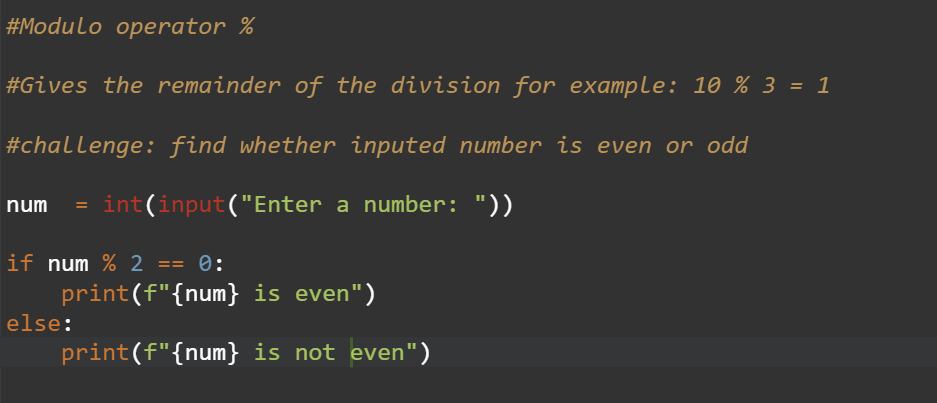 #Modulo operator %
#Gives the remainder of the division for example: 10 % 3 = 1
#challenge: find whether inputed number is even or odd
num  = int(input("Enter a number: "))
if num % 2 == 0:
    print(f"{num} is even")
else:
    print(f"{num} is not even")